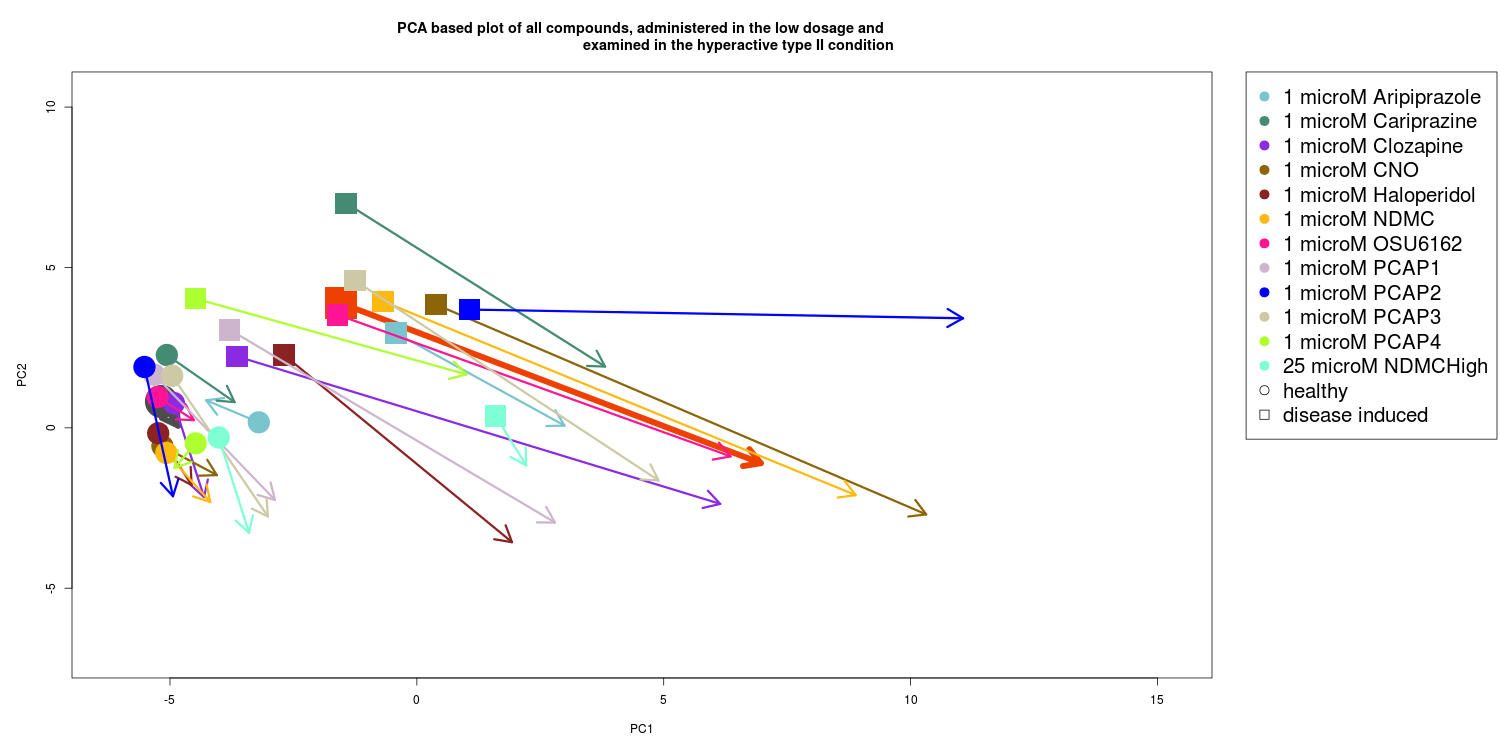 PCA based plot of all compounds, administered in the low dosage and
examined in the hyperactive type II condition
10
5
0
-5
PC2
-5
0
5
10
15
PC1
1 microM Aripiprazole
1 microM Cariprazine
1 microM Clozapine
1 microM CNO
1 microM Haloperidol
1 microM NDMC
1 microM OSU6162
1 microM PCAP1
1 microM PCAP2
1 microM PCAP3
1 microM PCAP4
25 microM NDMCHigh
healthy
disease induced